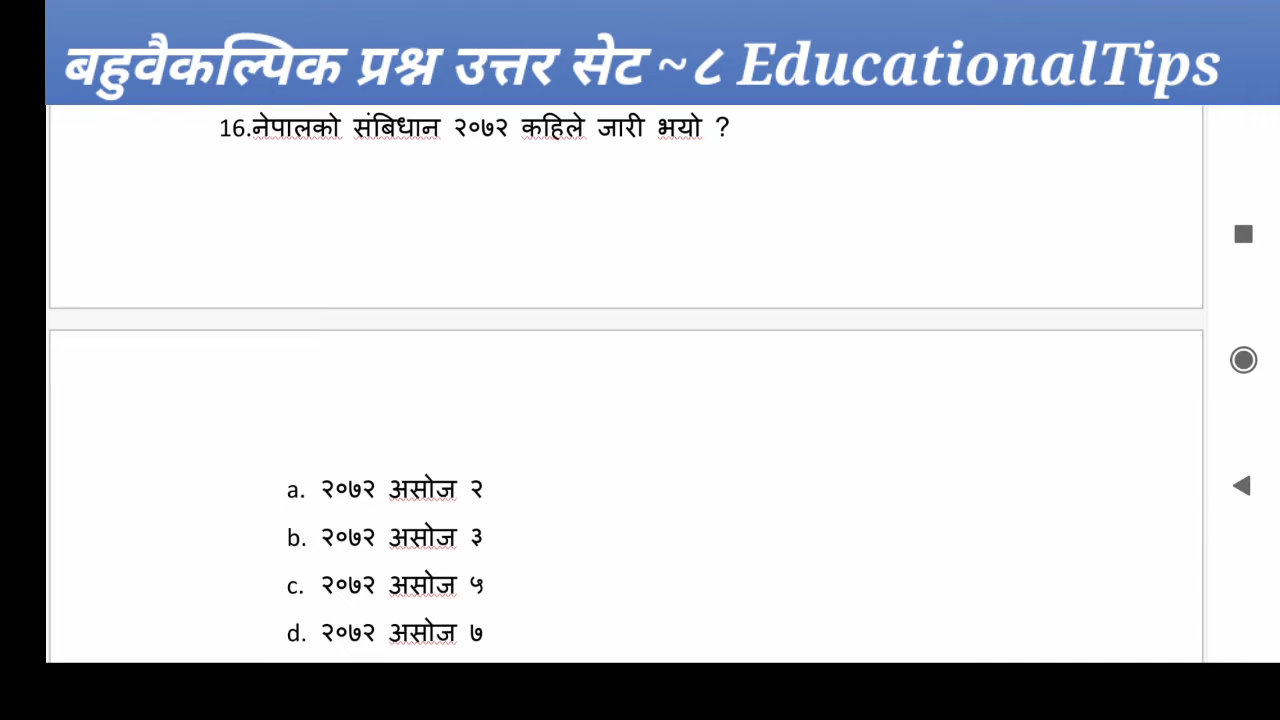 बहुवैकल्पिक प्रश्न उत्तर सेट ~८ EducationalTips
16.नेपालको संबिधान २०७२ कहिले जारी भयो ?
a. २०७२ असोज २
b. २०७२ असोज ३
c. २०७२ असोज ५
d. २०७२ असोज ७